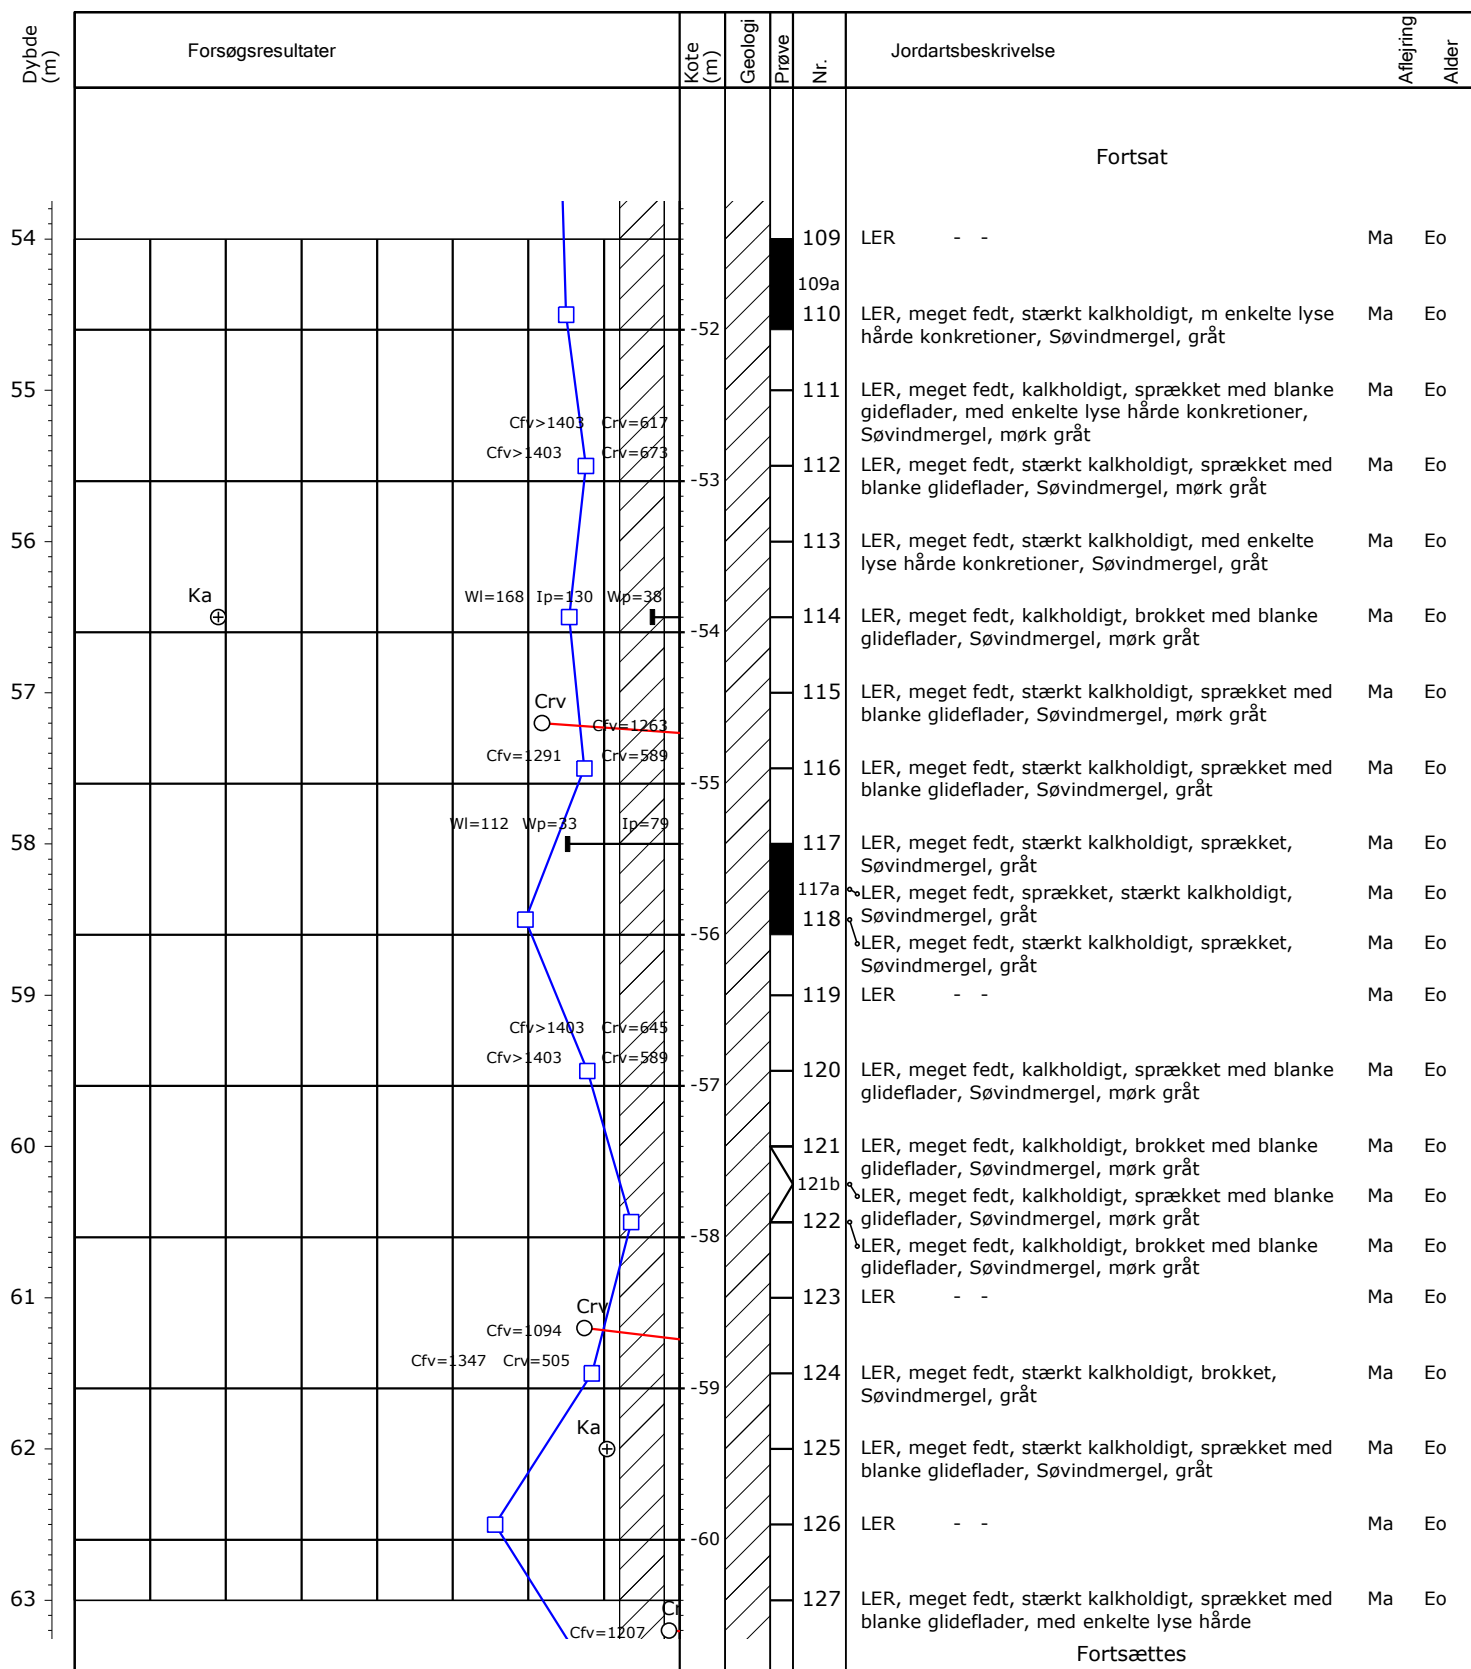 Dybde (m)
Forsøgsresultater
Kote (m)
Geologi
Prøve
Nr.
Jordartsbeskrivelse
Aflejring
Alder
Fortsat
54
109 LER - - Ma Eo
109a
110 LER, meget fedt, stærkt kalkholdigt, m enkelte lyse Ma Eo
hårde konkretioner, Søvindmergel, gråt
-52
55
111 LER, meget fedt, kalkholdigt, sprækket med blanke Ma Eo
gideflader, med enkelte lyse hårde konkretioner,
Søvindmergel, mørk gråt
Cfv>1403 Crv=617
Cfv>1403 Crv=673
112 LER, meget fedt, stærkt kalkholdigt, sprækket med Ma Eo
blanke glideflader, Søvindmergel, mørk gråt
-53
56
113 LER, meget fedt, stærkt kalkholdigt, med enkelte Ma Eo
lyse hårde konkretioner, Søvindmergel, gråt
Ka
Wl=168 Ip=130 Wp=38
114 LER, meget fedt, kalkholdigt, brokket med blanke Ma Eo
glideflader, Søvindmergel, mørk gråt
-54
57
115 LER, meget fedt, stærkt kalkholdigt, sprækket med Ma Eo
blanke glideflader, Søvindmergel, mørk gråt
Crv
Cfv=1263
Cfv=1291 Crv=589
116 LER, meget fedt, stærkt kalkholdigt, sprækket med Ma Eo
blanke glideflader, Søvindmergel, gråt
-55
Wl=112 Wp=33 Ip=79
58
117 LER, meget fedt, stærkt kalkholdigt, sprækket, Ma Eo
Søvindmergel, gråt
117a LER, meget fedt, sprækket, stærkt kalkholdigt, Ma Eo
Søvindmergel, gråt
118 LER, meget fedt, stærkt kalkholdigt, sprækket, Ma Eo
Søvindmergel, gråt
-56
59
119 LER - - Ma Eo
Cfv>1403 Crv=645
Cfv>1403 Crv=589
120 LER, meget fedt, kalkholdigt, sprækket med blanke Ma Eo
glideflader, Søvindmergel, mørk gråt
-57
60
121 LER, meget fedt, kalkholdigt, brokket med blanke Ma Eo
glideflader, Søvindmergel, mørk gråt
121b LER, meget fedt, kalkholdigt, sprækket med blanke Ma Eo
glideflader, Søvindmergel, mørk gråt
122 LER, meget fedt, kalkholdigt, brokket med blanke Ma Eo
glideflader, Søvindmergel, mørk gråt
-58
61
123 LER - - Ma Eo
Crv
Cfv=1094
Cfv=1347 Crv=505
124 LER, meget fedt, stærkt kalkholdigt, brokket, Ma Eo
Søvindmergel, gråt
-59
Ka
62
125 LER, meget fedt, stærkt kalkholdigt, sprækket med Ma Eo
blanke glideflader, Søvindmergel, gråt
126 LER - - Ma Eo
-60
63
127 LER, meget fedt, stærkt kalkholdigt, sprækket med Ma Eo
blanke glideflader, med enkelte lyse hårde
Cfv=1207
Fortsættes